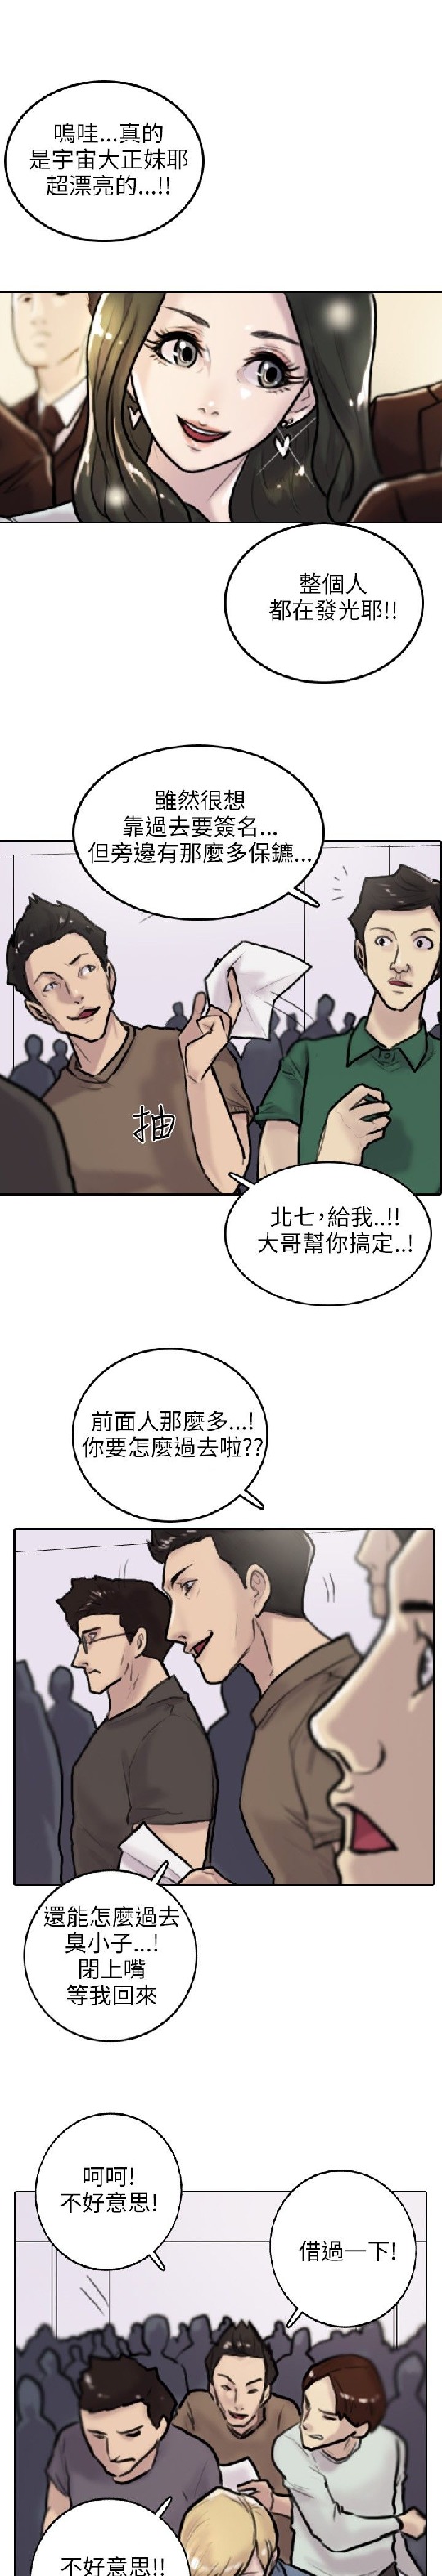 嗚哇...真的
是宇宙大正妹耶
超漂亮的...!!
整個人
都在發光耶!!
雖然很想
靠過去要簽名...
但旁邊有那麼多保鑣...
抽
北七,給我..!!
大哥幫你搞定..!
前面人那麼多...!
你要怎麼過去啦??
還能怎麼過去
臭小子...!
閉上嘴
等我回來
呵呵!
不好意思!
借過一下!
不好意思!!